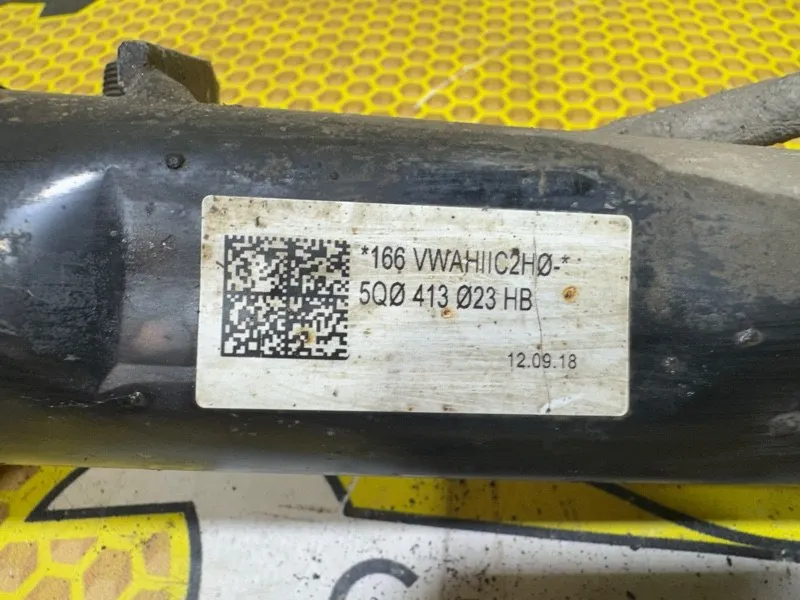 *166 VWAHIIC2HØ-*
5QØ 413 Ø23 HB
12.09.18
C